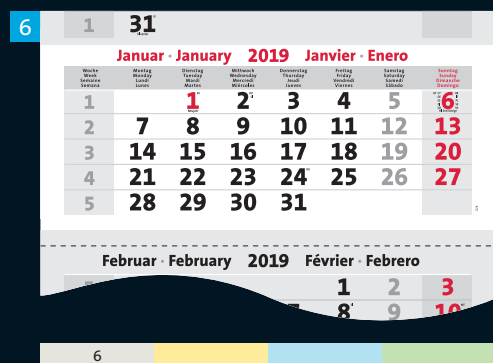 6
1 31
Januar · January 2019 Janvier · Enero
Woche Montag Dienstag Mittwoch Donnerstag Freitag Samstag Sonntag
Week Monday Tuesday Wednesday Thursday Friday Saturday Sunday
Semaine Lundi Mardi Mercredi Jeudi Vendredi Samedi Dimanche
Semana Lunes Martes Miércoles Jueves Viernes Sábado Domingo
1 1 2 3 4 5 6
2 7 8 9 10 11 12 13
3 14 15 16 17 18 19 20
4 21 22 23 24 25 26 27
5 28 29 30 31
Februar · February 2019 Février · Febrero
1 2 3
8 9 10
6